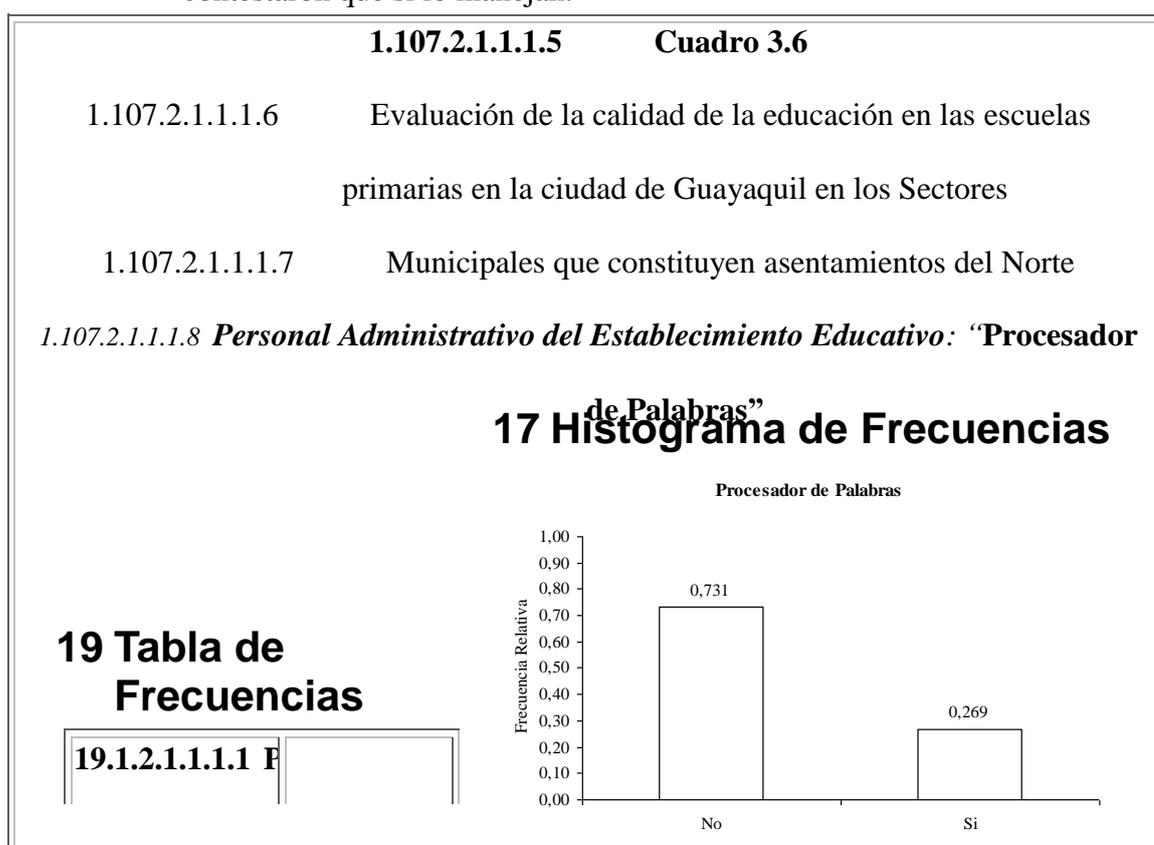 1.107.2.1.1.1.5 Cuadro 3.6
1.107.2.1.1.1.6 Evaluación de la calidad de la educación en las escuelas
primarias en la ciudad de Guayaquil en los Sectores
1.107.2.1.1.1.7 Municipales que constituyen asentamientos del Norte
1.107.2.1.1.1.8 Personal Administrativo del Establecimiento Educativo: “Procesador
de Palabras”
17 Histograma de Frecuencias
Procesador de Palabras
1,00
0,90
0,80
0,70
0,60
0,50
0,40
0,30
0,20
0,10
0,00
Frecuencia Relativa
0,731
0,269
No Si
19 Tabla de
Frecuencias
19.1.2.1.1.1.1 P